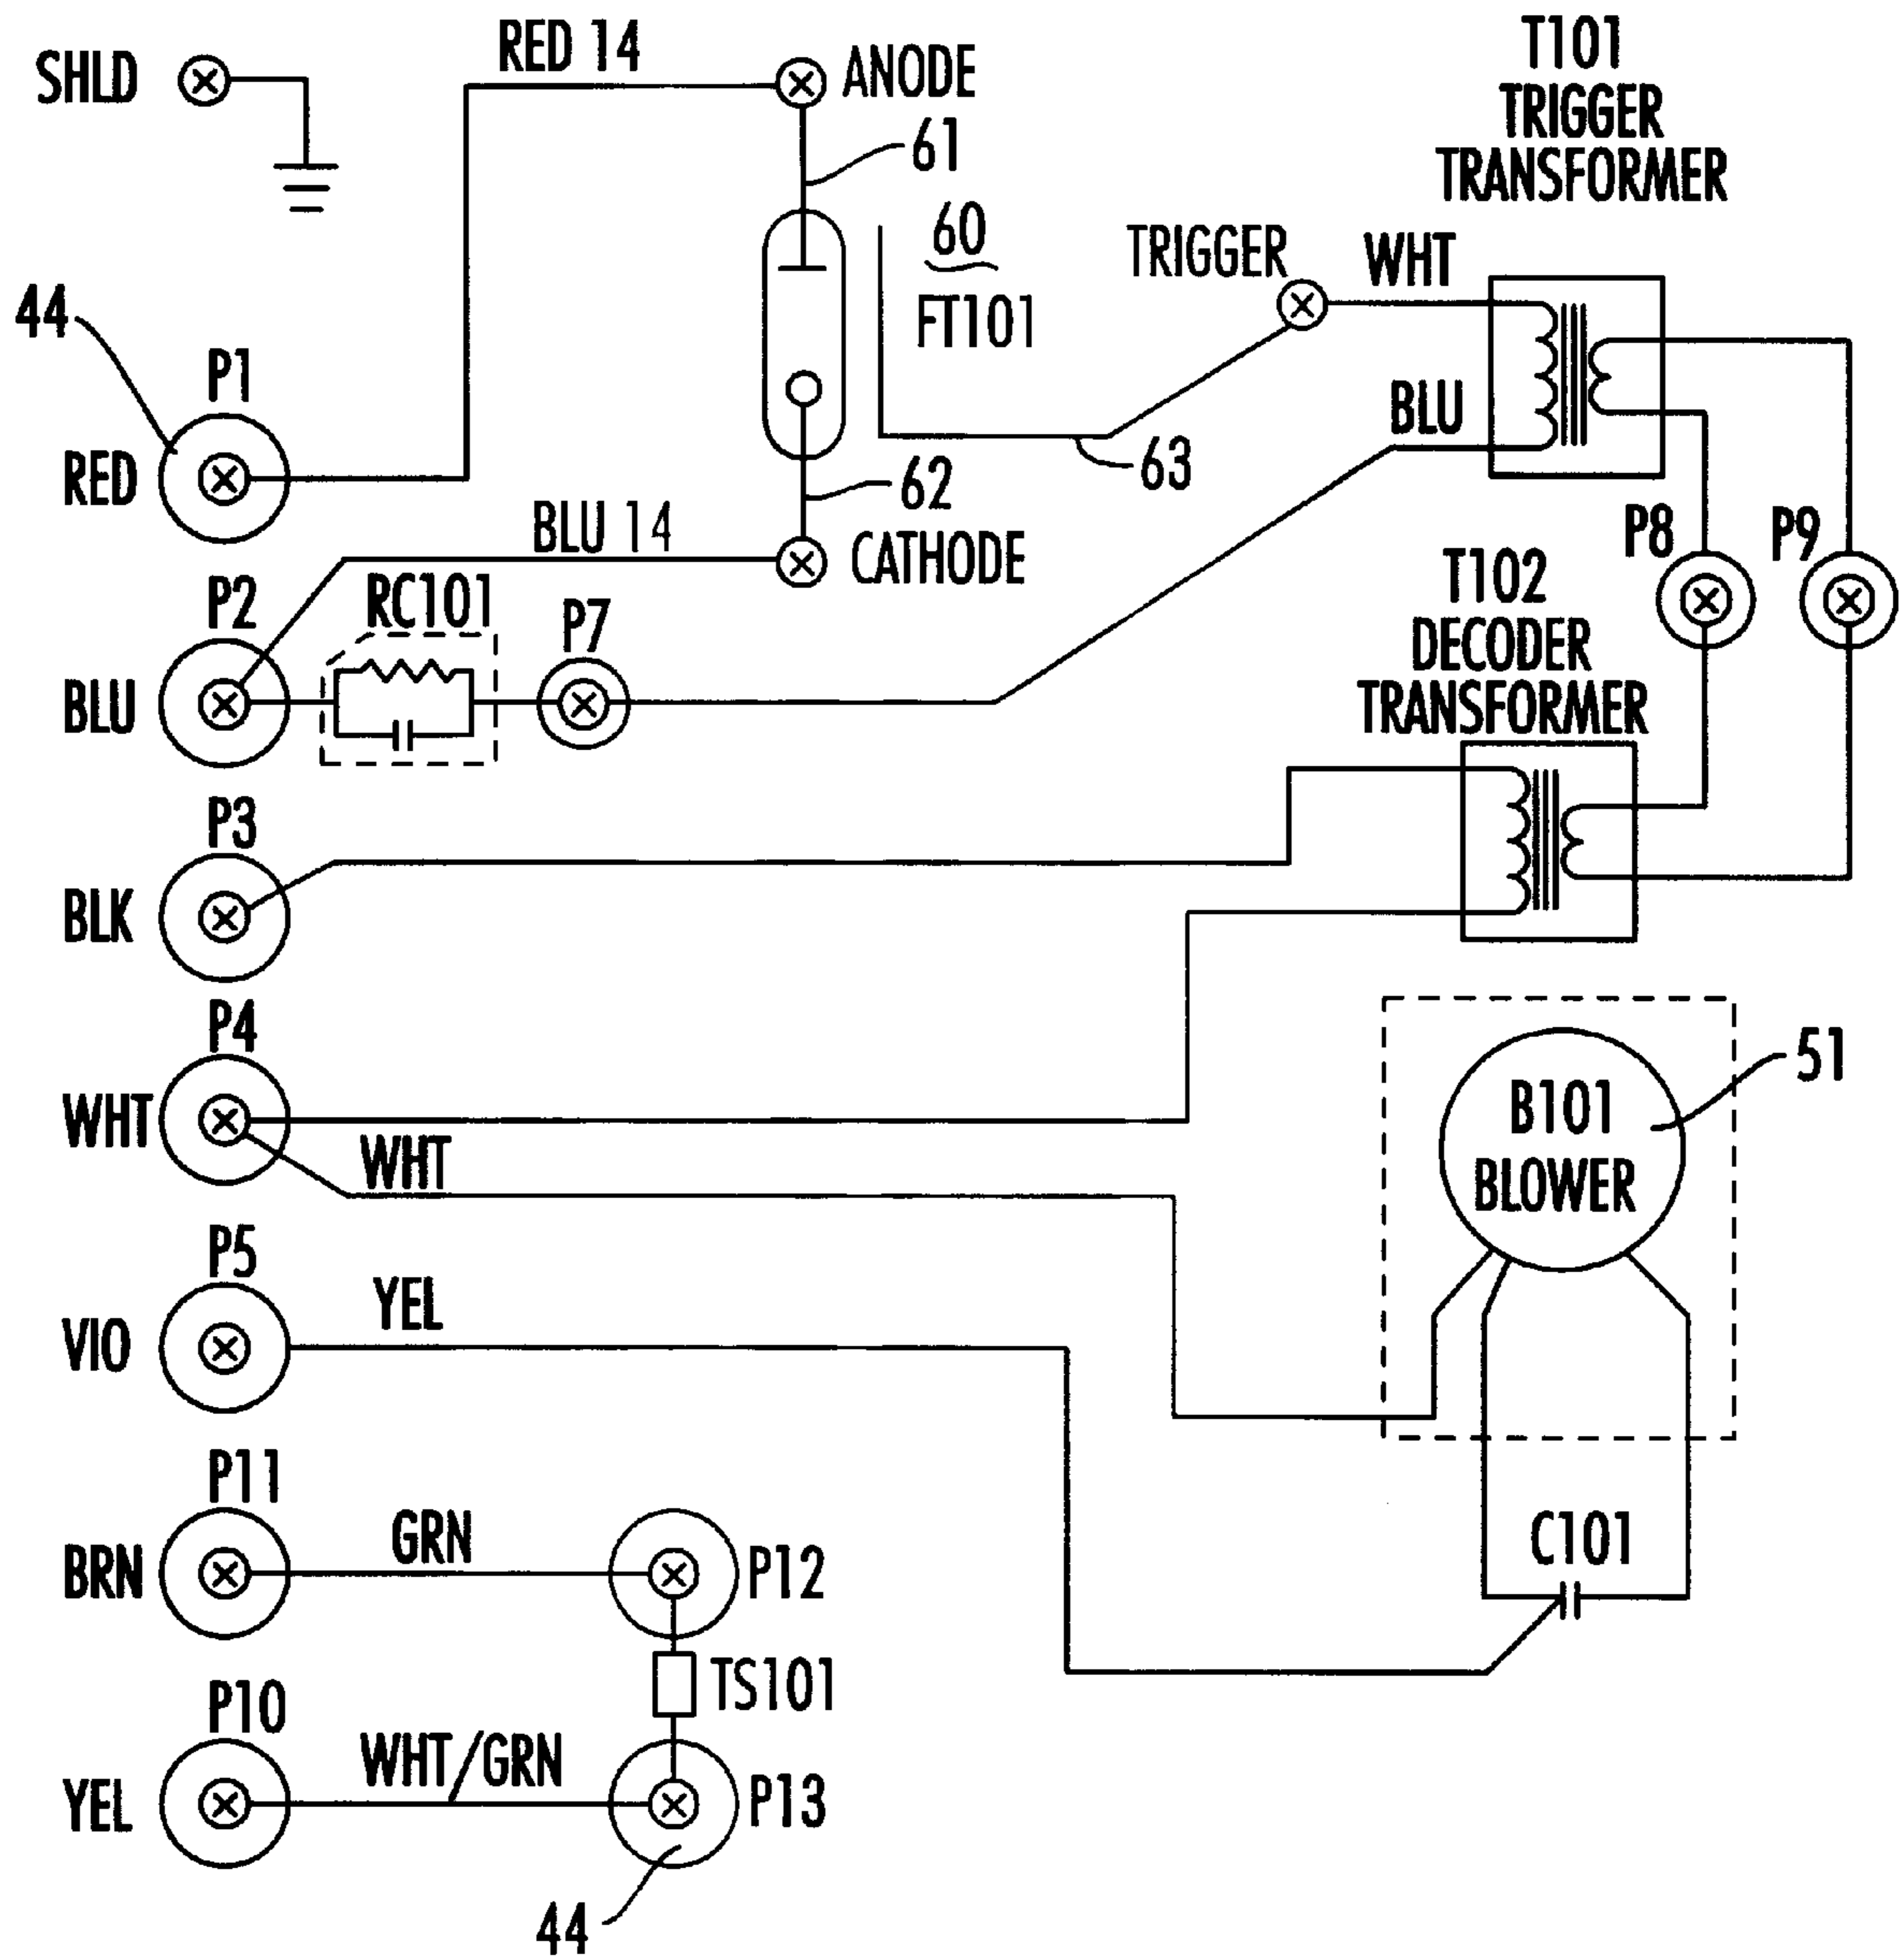 SHLD
RED 14
ANODE
T101
TRIGGER
TRANSFORMER
61
60
FT101
TRIGGER
WHT
44
P1
RED
BLU
63
62
BLU 14
CATHODE
P8
P9
T102
DECODER
TRANSFORMER
P2
RC101
P7
BLU
P3
BLK
P4
WHT
WHT
51
B101
BLOWER
P5
VIO
YEL
P11
BRN
GRN
P12
C101
TS101
P10
YEL
WHT/GRN
P13
44